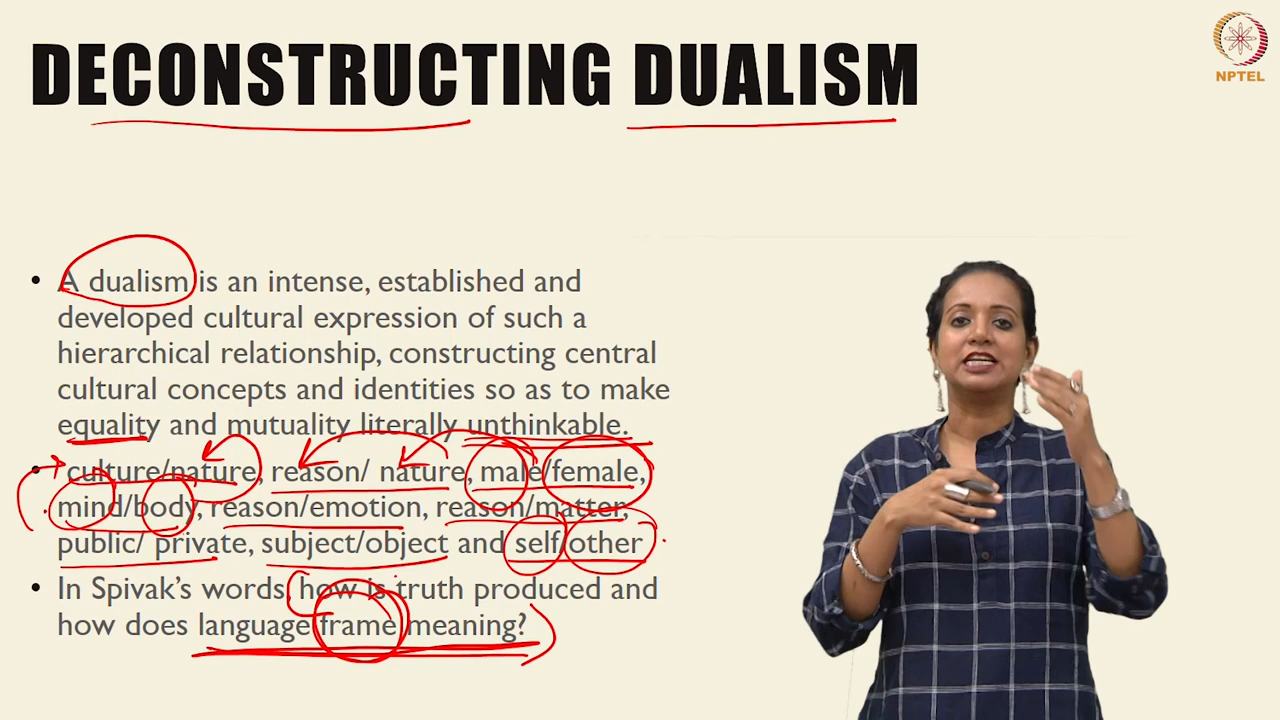 DECONSTRUCTING DUALISM
NPTEL
• A dualism is an intense, established and
developed cultural expression of such a
hierarchical relationship, constructing central
cultural concepts and identities so as to make
equality and mutuality literally unthinkable.
• culture/nature, reason/ nature, male/female,
mind/body, reason/emotion, reason/matter,
public/ private, subject/object and self/other
• In Spivak's words, how is truth produced and
how does language frame meaning?